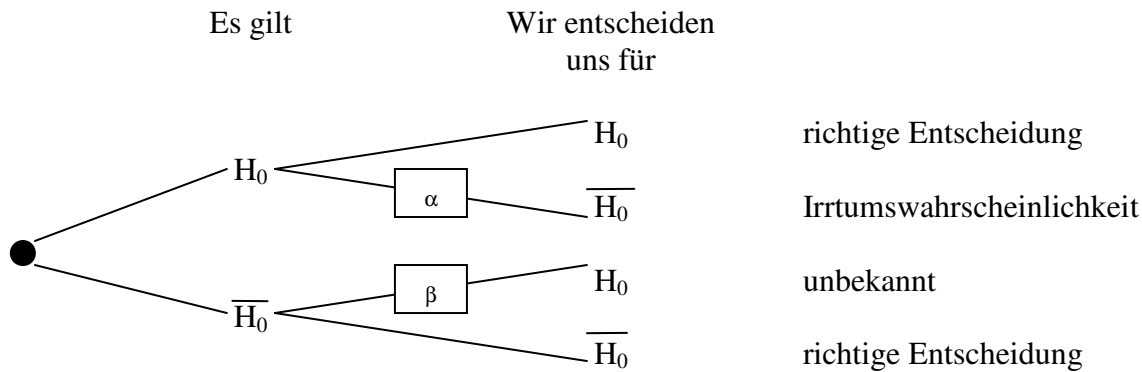 Es gilt
Wir entscheiden
uns für
H₀ richtige Entscheidung
H₀
α
H̅₀ Irrtumswahrscheinlichkeit
β
H₀ unbekannt
H̅₀
H̅₀ richtige Entscheidung